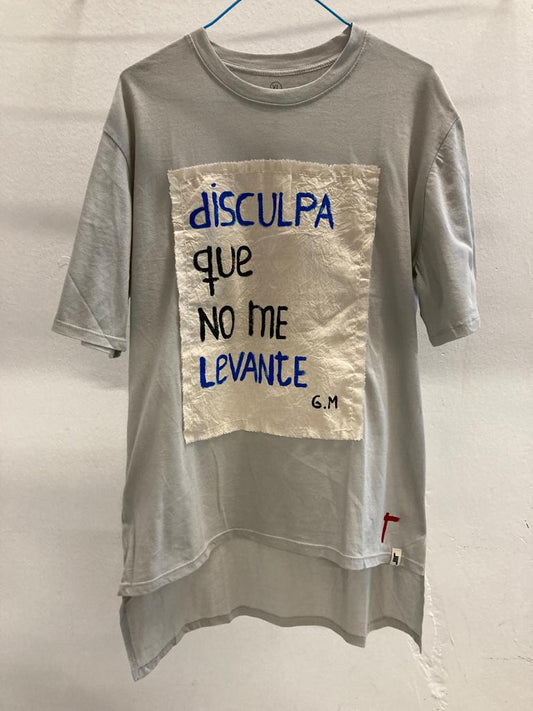 disculpa
que
NO ME
Levante
G.M